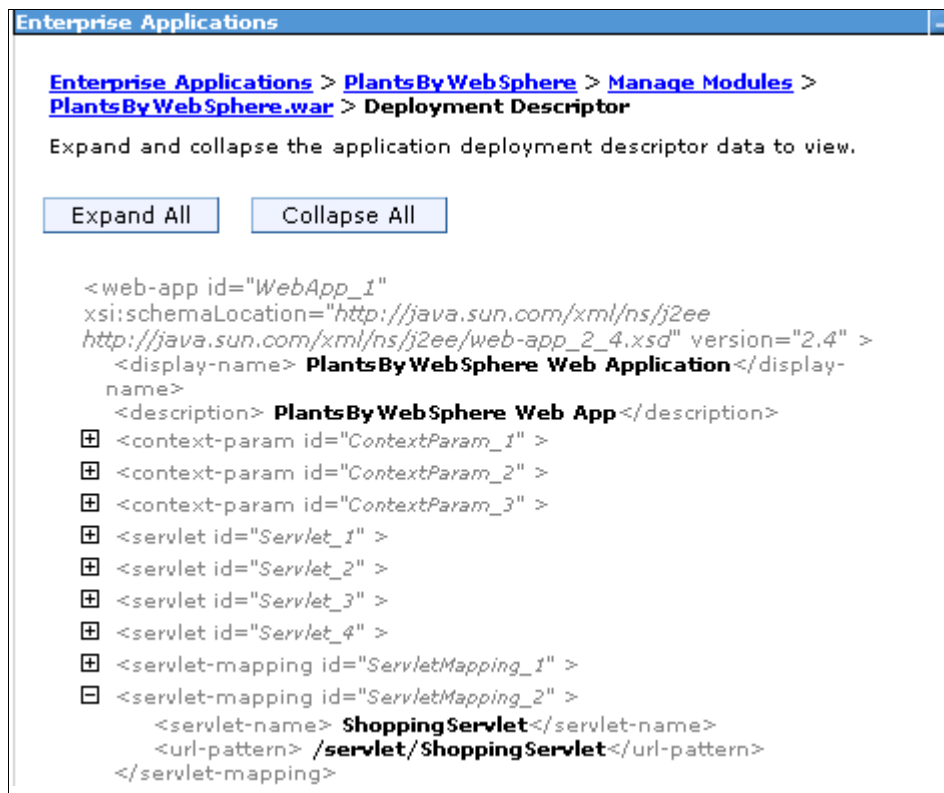 Enterprise Applications
Enterprise Applications > PlantsByWebSphere > Manage Modules >
PlantsByWebSphere.war > Deployment Descriptor
Expand and collapse the application deployment descriptor data to view.
Expand All
Collapse All
<web-app id="WebApp_1"
xsi:schemaLocation="http://java.sun.com/xml/ns/j2ee
http://java.sun.com/xml/ns/j2ee/web-app_2_4.xsd" version="2.4" >
<display-name> PlantsByWebSphere Web Application</display-
name>
<description> PlantsByWebSphere Web App</description>
<context-param id="ContextParam_1" >
<context-param id="ContextParam_2" >
<context-param id="ContextParam_3" >
<servlet id="Servlet_1" >
<servlet id="Servlet_2" >
<servlet id="Servlet_3" >
<servlet id="Servlet_4" >
<servlet-mapping id="ServletMapping_1" >
<servlet-mapping id="ServletMapping_2" >
<servlet-name> ShoppingServlet</servlet-name>
<url-pattern> /servlet/ShoppingServlet</url-pattern>
</servlet-mapping>